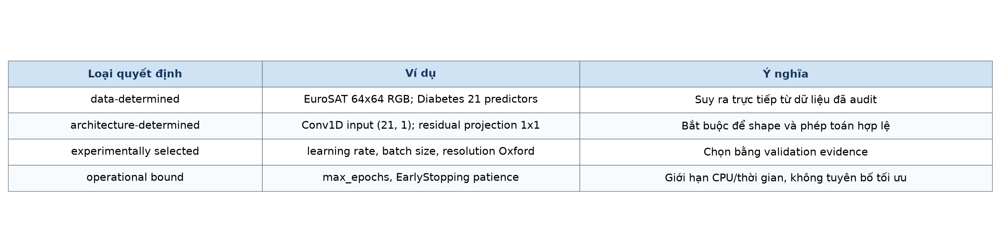 Loại quyết định	Ví dụ	Ý nghĩa
data-determined	EuroSAT 64x64 RGB; Diabetes 21 predictors	Suy ra trực tiếp từ dữ liệu đã audit
architecture-determined	Conv1D input (21, 1); residual projection 1x1	Bắt buộc để shape và phép toán hợp lệ
experimentally selected	learning rate, batch size, resolution Oxford	Chọn bằng validation evidence
operational bound	max_epochs, EarlyStopping patience	Giới hạn CPU/thời gian, không tuyên bố tối ưu